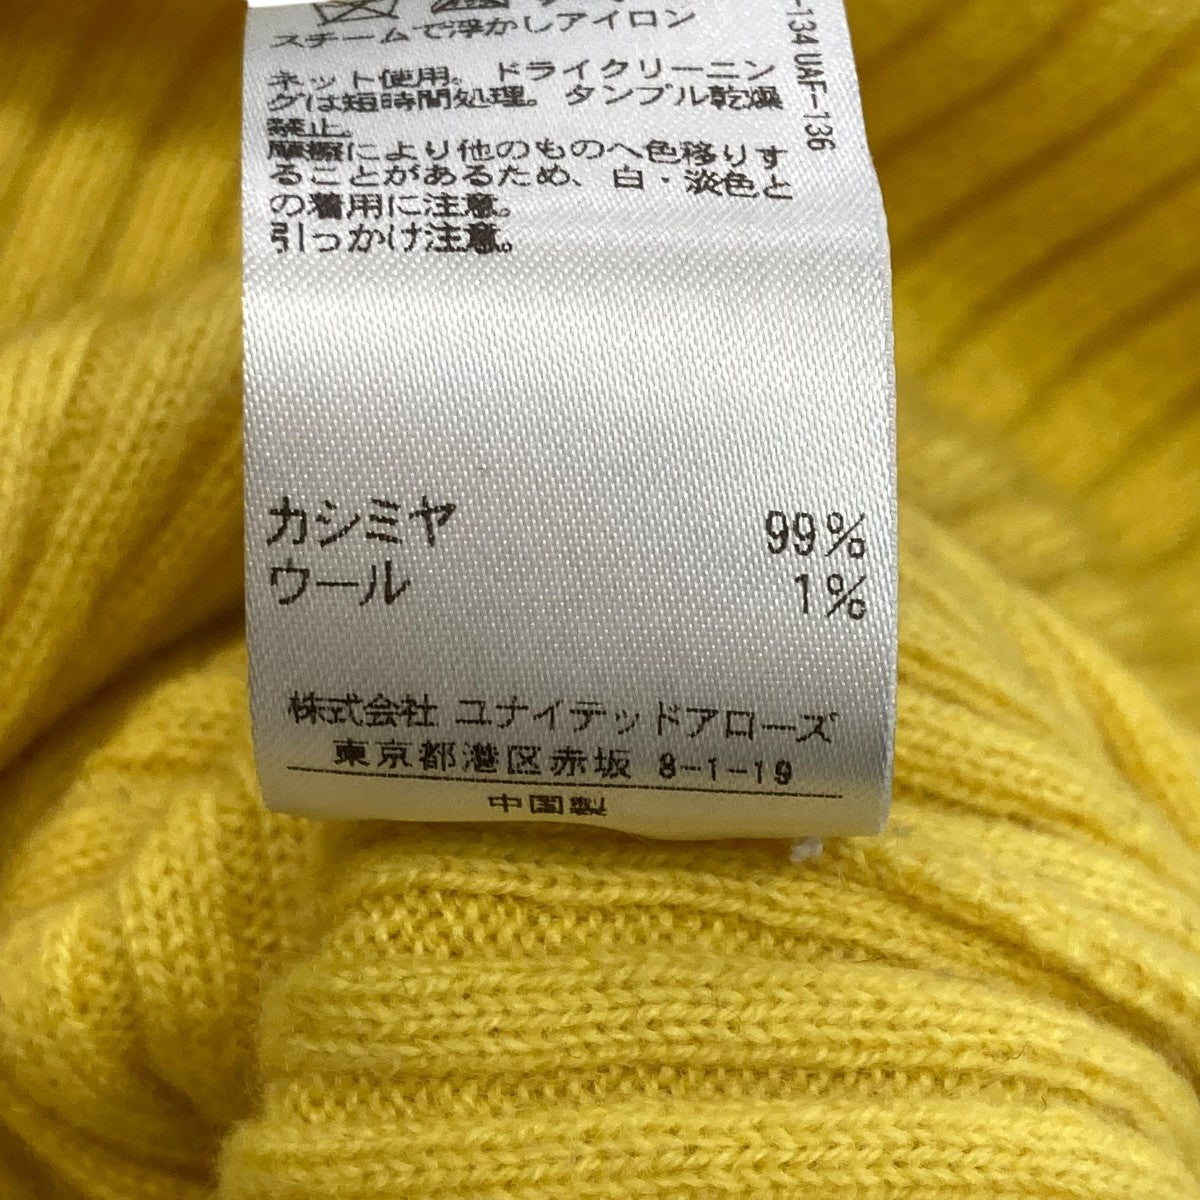 スチームで浮かしアイロン
ネット使用。ドライクリーニン
グは短時間処理。タンブル乾燥
禁止。
摩擦により他のものへ色移りす
ることがあるため、白・淡色と
の着用に注意。
引っかけ注意。
-134 UAF-136
カシミヤ 99%
ウール 1%
株式会社 ユナイテッドアローズ
東京都港区赤坂 8-1-19
中国製